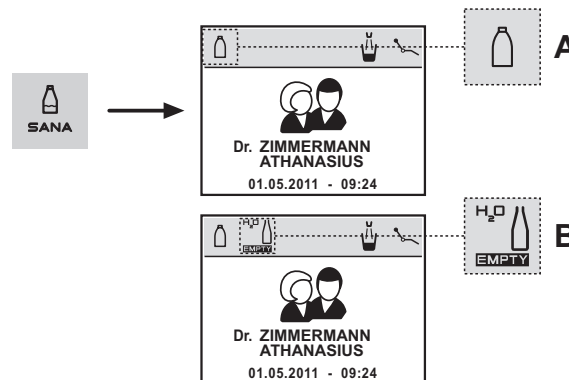 A
SANA
Dr. ZIMMERMANN
ATHANASIUS
01.05.2011 - 09:24
H₂O
EMPTY
H₂O
EMPTY
B
Dr. ZIMMERMANN
ATHANASIUS
01.05.2011 - 09:24